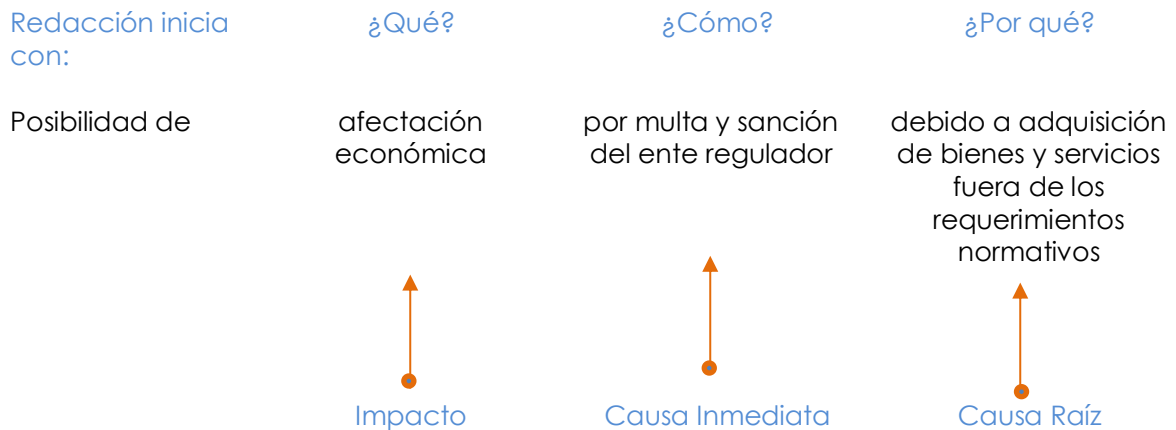 Redacción inicia
con:
¿Qué?
¿Cómo?
¿Por qué?
Posibilidad de
afectación
económica
por multa y sanción
del ente regulador
debido a adquisición
de bienes y servicios
fuera de los
requerimientos
normativos
Impacto
Causa Inmediata
Causa Raíz